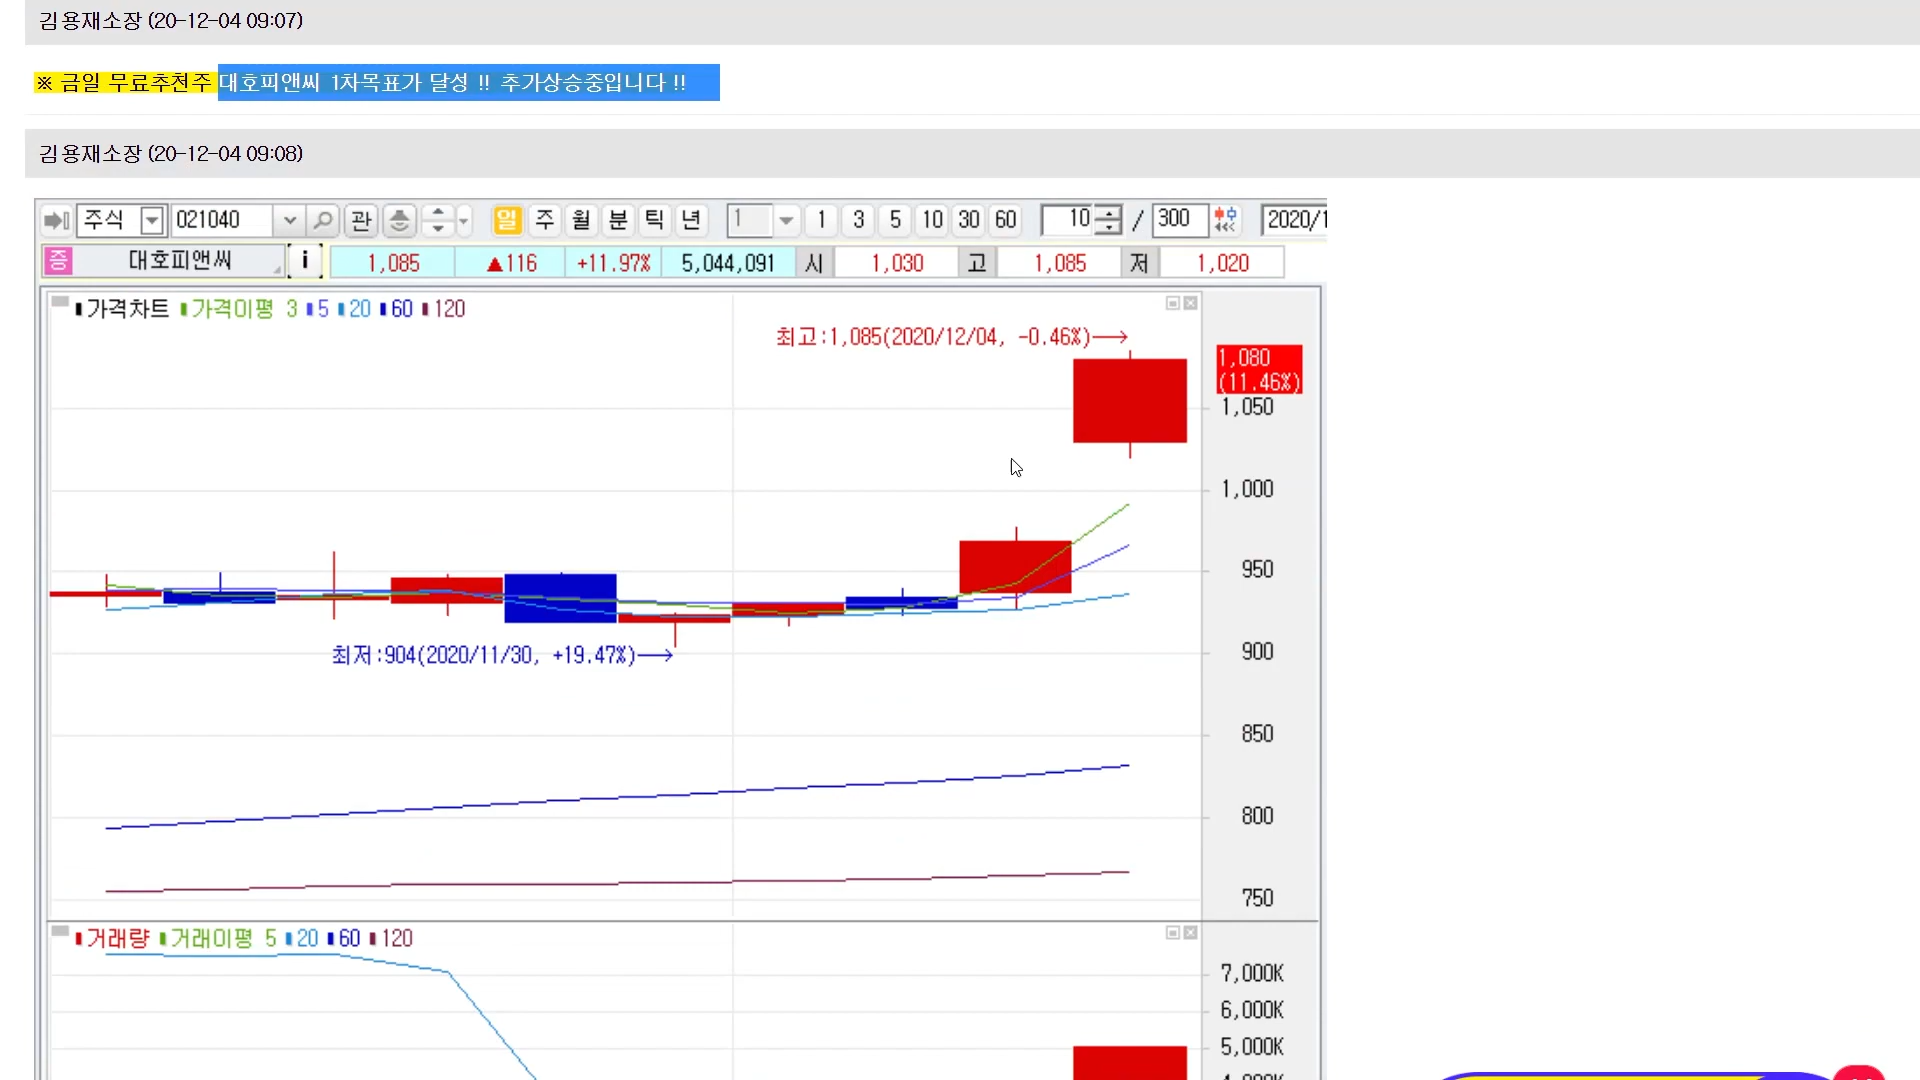 김용재소장 (20-12-04 09:07)
※ 금일 무료추천주 대호피앤씨 1차목표가 달성 !! 추가상승중입니다 !!
김용재소장 (20-12-04 09:08)
주식 021040 관 일 주 월 분 틱 년 1 1 3 5 10 30 60 10 / 300 2020/1
증 대호피앤씨 i 1,085 ▲116 +11.97% 5,044,091 시 1,030 고 1,085 저 1,020
가격차트 가격이평 3 5 20 60 120
최고:1,085(2020/12/04, -0.46%)→
1,080
(11.46%)
1,050
1,000
950
최저:904(2020/11/30, +19.47%)→
900
850
800
750
거래량 거래이평 5 20 60 120
7,000K
6,000K
5,000K